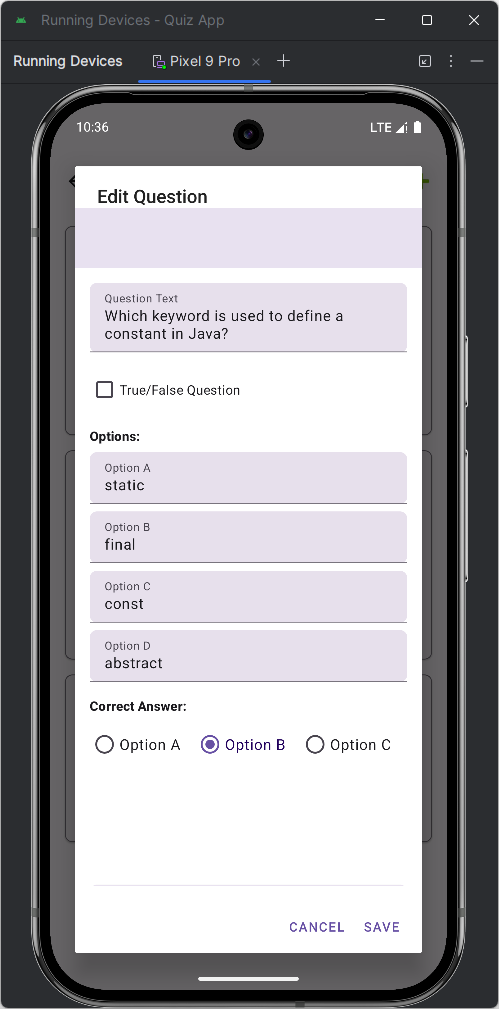 Running Devices - Quiz App
Running Devices
Pixel 9 Pro
10:36
LTE
Edit Question
Question Text
Which keyword is used to define a
constant in Java?
True/False Question
Options:
Option A
static
Option B
final
Option C
const
Option D
abstract
Correct Answer:
Option A Option B Option C
CANCEL SAVE